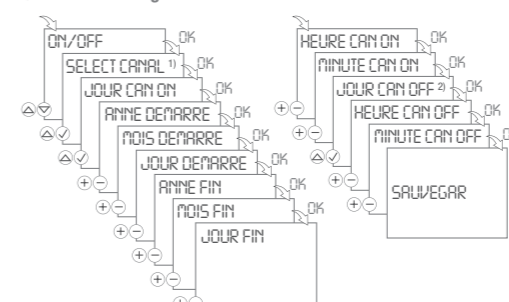 ON/OFF OK
SELECT CANAL 1) OK
JOUR CAN ON OK
ANNE DEMARRE OK
MOIS DEMARRE OK
JOUR DEMARRE OK
ANNE FIN OK
MOIS FIN OK
JOUR FIN
HEURE CAN ON OK
MINUTE CAN ON OK
JOUR CAN OFF 2) OK
HEURE CAN OFF OK
MINUTE CAN OFF
SAUVEGAR